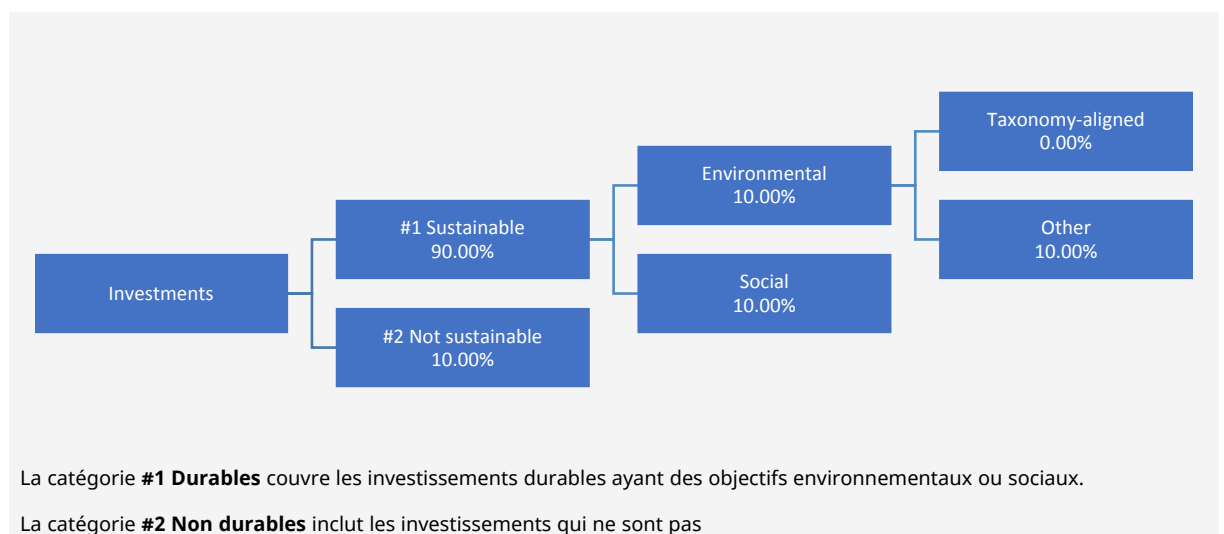 Taxonomy-aligned
0.00%
Environmental
10.00%
#1 Sustainable
90.00%
Other
10.00%
Investments
Social
10.00%
#2 Not sustainable
10.00%
La catégorie #1 Durables couvre les investissements durables ayant des objectifs environnementaux ou sociaux.
La catégorie #2 Non durables inclut les investissements qui ne sont pas